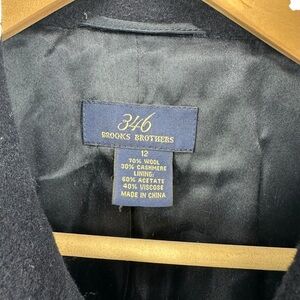 346
BROOKS BROTHERS
12
70% WOOL
30% CASHMERE
LINING:
60% ACETATE
40% VISCOSE
MADE IN CHINA